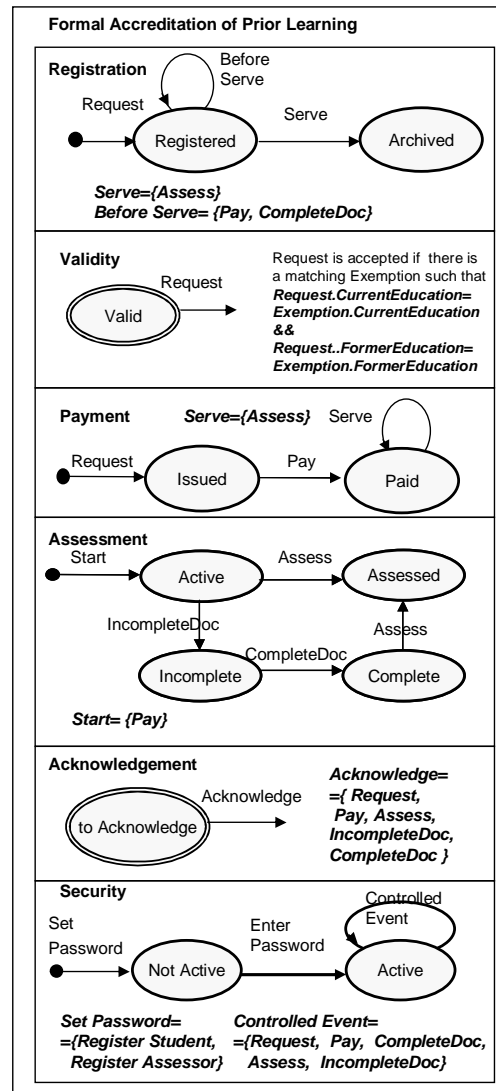 Formal Accreditation of Prior Learning
Registration
Before
Serve
Request
Serve
Registered
Archived
Serve={Assess}
Before Serve= {Pay, CompleteDoc}
Validity
Request
Valid
Request is accepted if there is
a matching Exemption such that
Request.CurrentEducation=
Exemption.CurrentEducation
&&
Request..FormerEducation=
Exemption.FormerEducation
Payment
Serve={Assess}
Serve
Request
Issued
Pay
Paid
Assessment
Start
Active
Assess
Assessed
IncompleteDoc
Assess
Incomplete
CompleteDoc
Complete
Start= {Pay}
Acknowledgement
Acknowledge
to Acknowledge
Acknowledge=
={ Request,
Pay, Assess,
IncompleteDoc,
CompleteDoc }
Security
Set
Password
Not Active
Enter
Password
Controlled
Event
Active
Set Password=
={Register Student,
Register Assessor}
Controlled Event=
={Request, Pay, CompleteDoc,
Assess, IncompleteDoc}